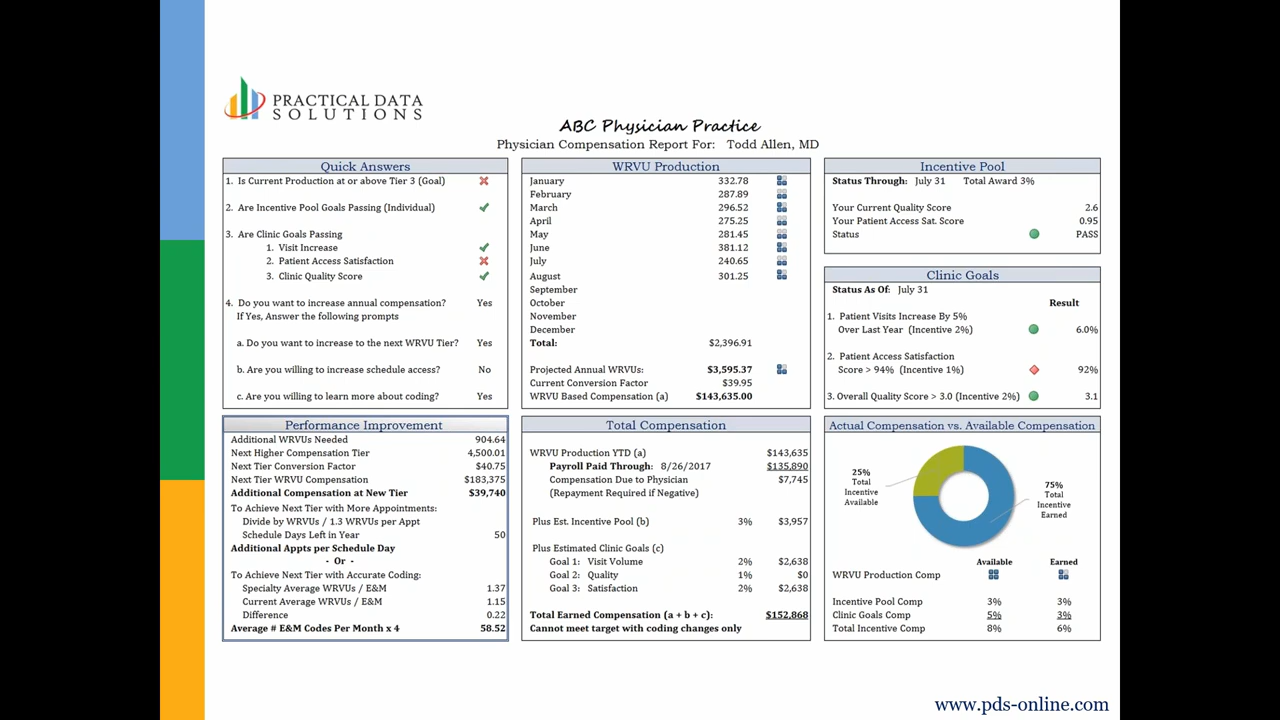 PRACTICAL DATA
SOLUTIONS
ABC Physician Practice
Physician Compensation Report For: Todd Allen, MD
Quick Answers
1. Is Current Production at or above Tier 3 (Goal)
2. Are Incentive Pool Goals Passing (Individual)
3. Are Clinic Goals Passing
1. Visit Increase
2. Patient Access Satisfaction
3. Clinic Quality Score
4. Do you want to increase annual compensation? Yes
If Yes, Answer the following prompts
a. Do you want to increase to the next WRVU Tier? Yes
b. Are you willing to increase schedule access? No
c. Are you willing to learn more about coding? Yes
WRVU Production
January 332.78
February 287.89
March 296.52
April 275.25
May 281.45
June 381.12
July 240.65
August 301.25
September
October
November
December
Total: $2,396.91
Projected Annual WRVUs: $3,595.37
Current Conversion Factor $39.95
WRVU Based Compensation (a) $143,635.00
Incentive Pool
Status Through: July 31 Total Award 3%
Your Current Quality Score 2.6
Your Patient Access Sat. Score 0.95
Status PASS
Clinic Goals
Status As Of: July 31
Result
1. Patient Visits Increase By 5%
Over Last Year (Incentive 2%) 6.0%
2. Patient Access Satisfaction
Score > 94% (Incentive 1%) 92%
3. Overall Quality Score > 3.0 (Incentive 2%) 3.1
Performance Improvement
Additional WRVUs Needed 904.64
Next Higher Compensation Tier 4,500.01
Next Tier Conversion Factor $40.75
Next Tier WRVU Compensation $183,375
Additional Compensation at New Tier $39,740
To Achieve Next Tier with More Appointments:
Divide by WRVUs / 1.3 WRVUs per Appt
Schedule Days Left in Year 50
Additional Appts per Schedule Day
- Or -
To Achieve Next Tier with Accurate Coding:
Specialty Average WRVUs / E&M 1.37
Current Average WRVUs / E&M 1.15
Difference 0.22
Average # E&M Codes Per Month x 4 58.52
Total Compensation
WRVU Production YTD (a) $143,635
Payroll Paid Through: 8/26/2017 $135,890
Compensation Due to Physician $7,745
(Repayment Required if Negative)
Plus Est. Incentive Pool (b) 3% $3,957
Plus Estimated Clinic Goals (c)
Goal 1: Visit Volume 2% $2,638
Goal 2: Quality 1% $0
Goal 3: Satisfaction 2% $2,638
Total Earned Compensation (a + b + c): $152,868
Cannot meet target with coding changes only
Actual Compensation vs. Available Compensation
25%
Total
Incentive
Available
75%
Total
Incentive
Earned
Available Earned
WRVU Production Comp
Incentive Pool Comp 3% 3%
Clinic Goals Comp 5% 3%
Total Incentive Comp 8% 6%
www.pds-online.com